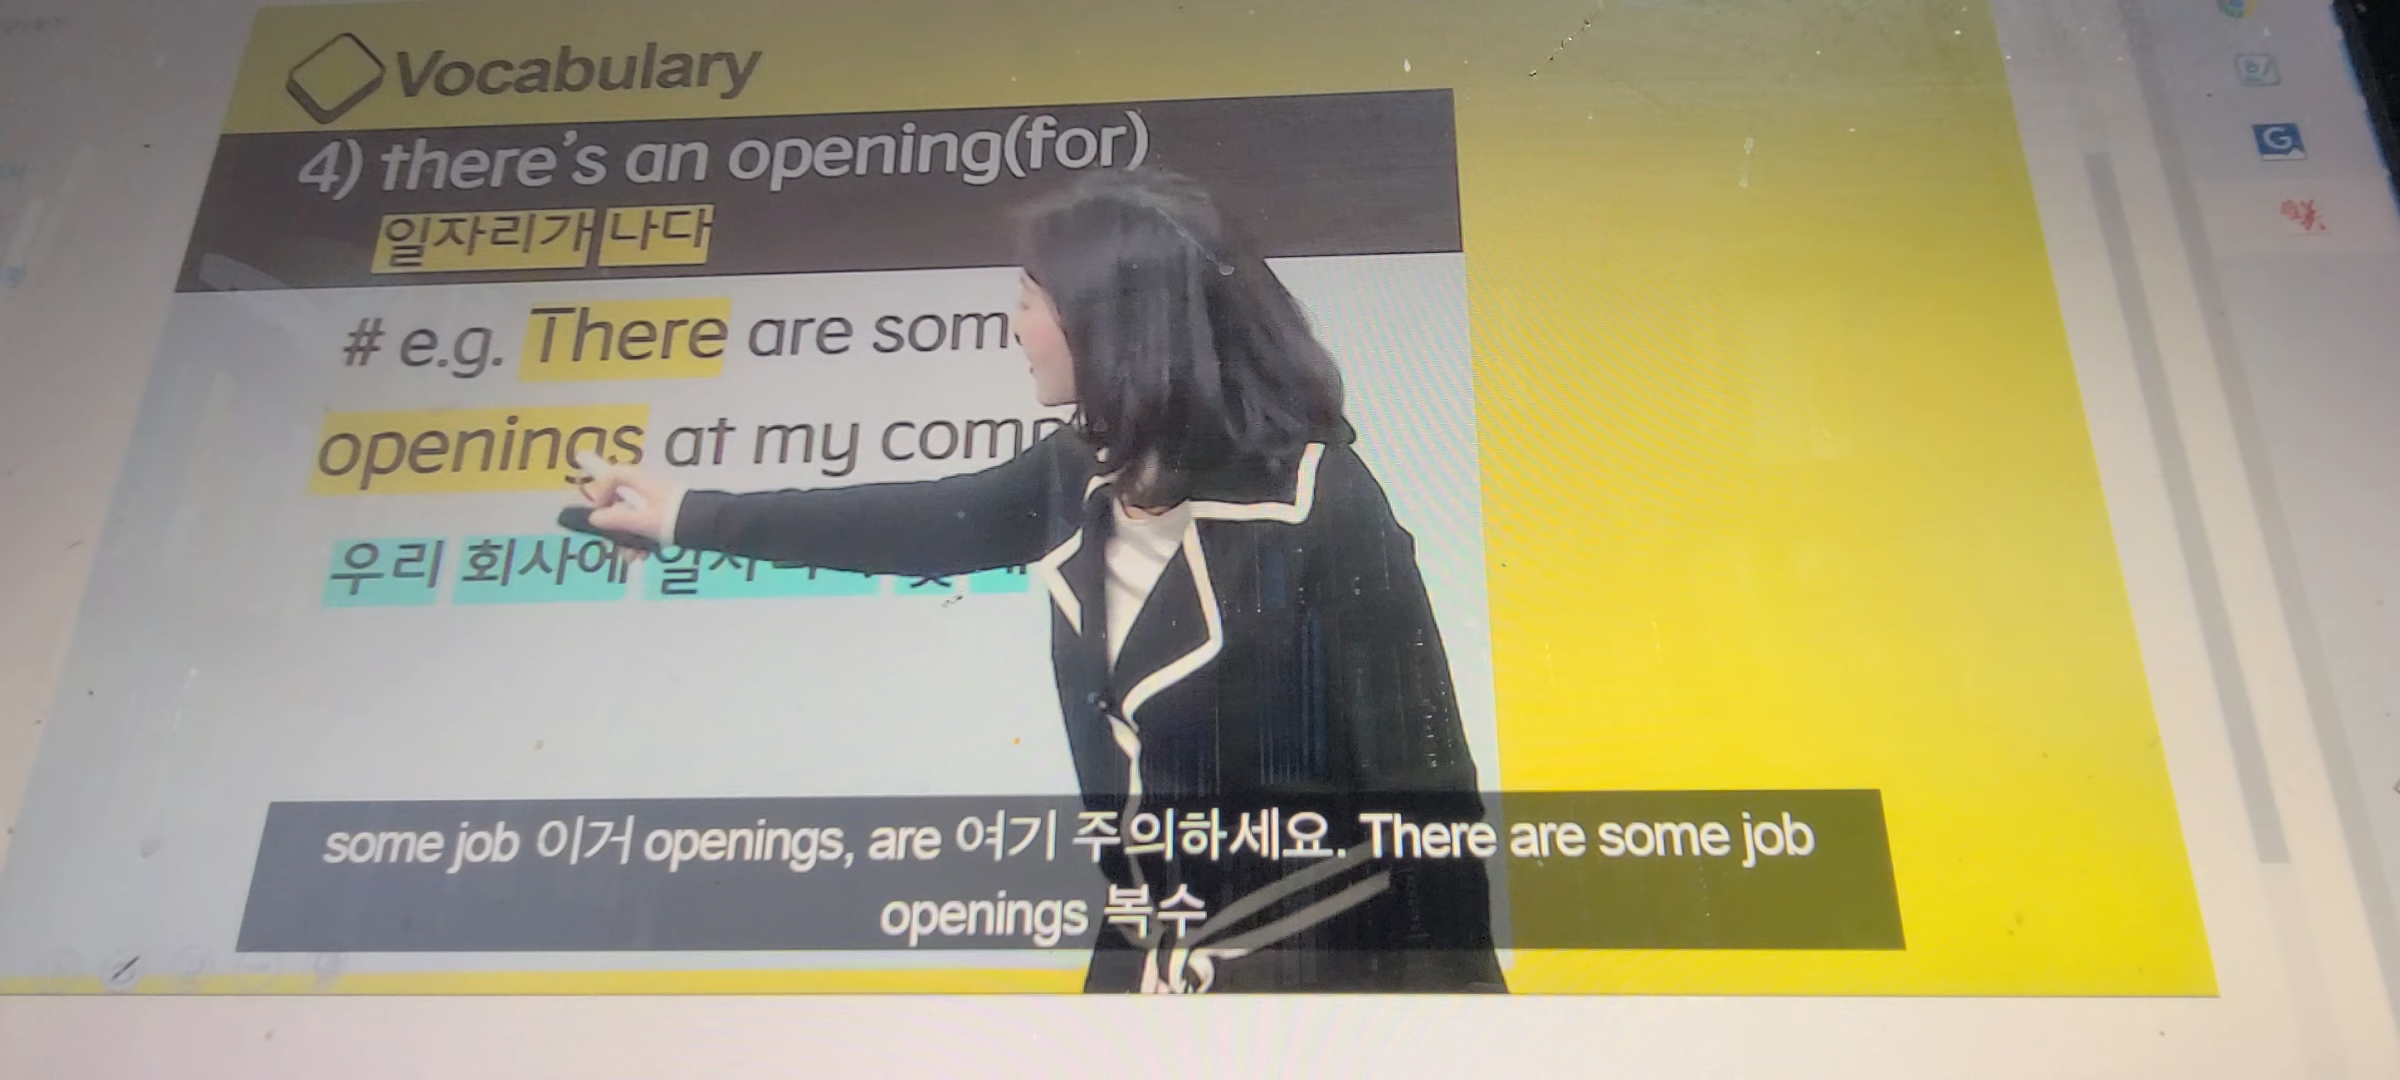 Vocabulary
4) there's an opening(for)
일자리가 나다
# e.g. There are
openings at my
우리 회사에
some job 이거 openings, are 여기 주의하세요. There are some job
openings 복수